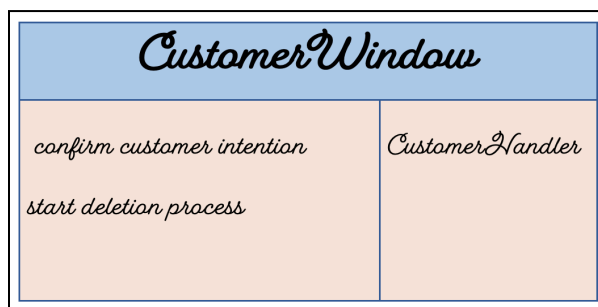 CustomerWindow
confirm customer intention
CustomerHandler
start deletion process